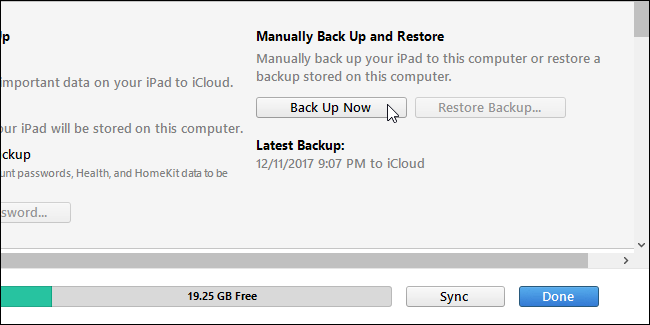 up
Manually Back Up and Restore
important data on your iPad to iCloud.
Manually back up your iPad to this computer or restore a
backup stored on this computer.
Back Up Now
Restore Backup...
ur iPad will be stored on this computer.
ckup
Latest Backup:
unt passwords, Health, and HomeKit data to be
12/11/2017 9:07 PM to iCloud
sword...
19.25 GB Free
Sync
Done